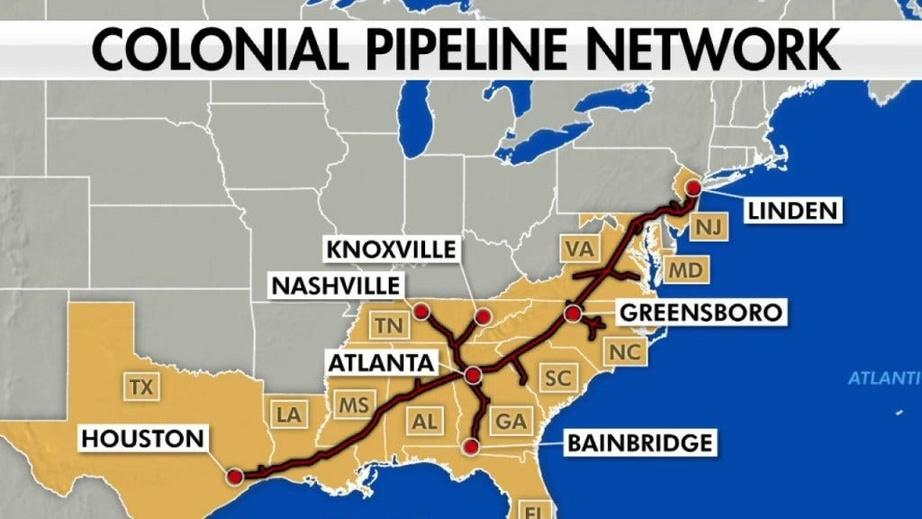 COLONIAL PIPELINE NETWORK
LINDEN
NJ
KNOXVILLE
VA
MD
NASHVILLE
GREENSBORO
TN
NC
ATLANTA
ATLANTI
SC
TX
MS
LA
AL
GA
HOUSTON
BAINBRIDGE
FL